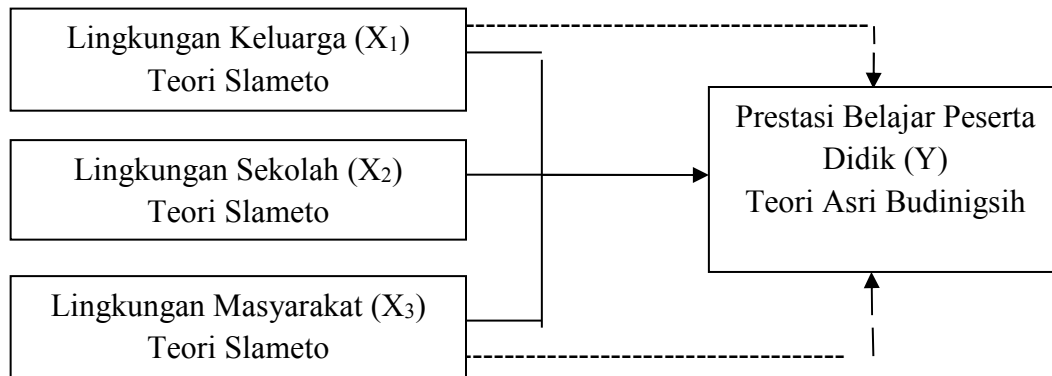 Lingkungan Keluarga (X₁)
Teori Slameto
Lingkungan Sekolah (X₂)
Teori Slameto
Lingkungan Masyarakat (X₃)
Teori Slameto
Prestasi Belajar Peserta
Didik (Y)
Teori Asri Budinigsih